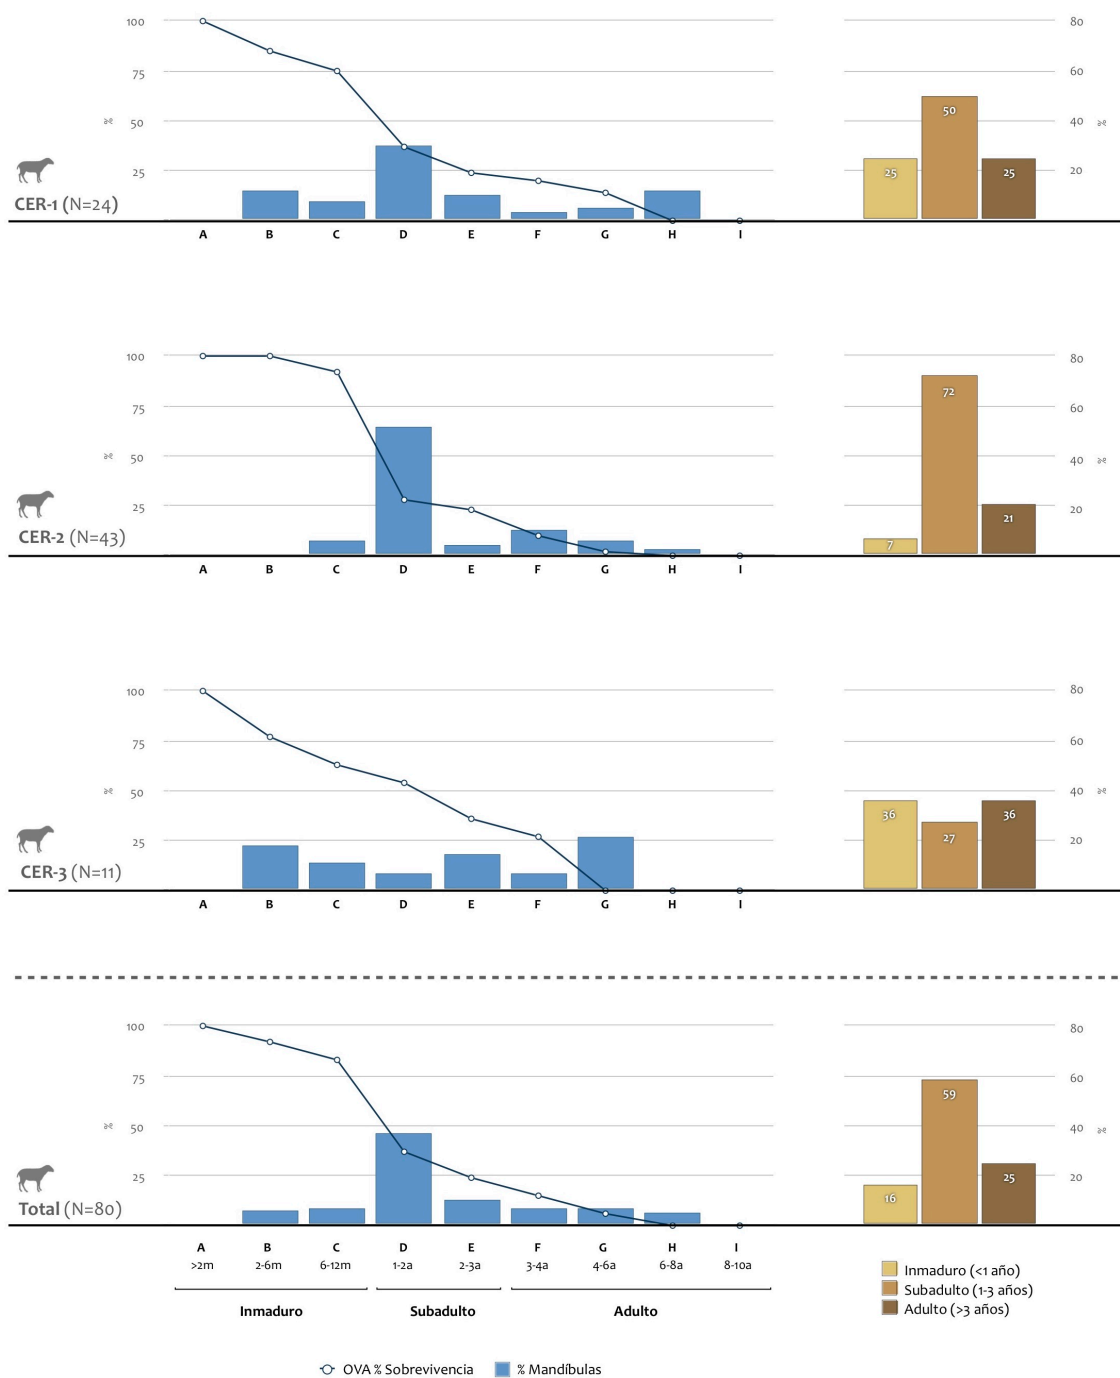 100
75
% 50
25
CER-1 (N=24)
A B C D E F G H I
80
60
40 %
20
25 50 25
100
75
% 50
25
CER-2 (N=43)
A B C D E F G H I
80
60
40 %
20
7 72 21
100
75
% 50
25
CER-3 (N=11)
A B C D E F G H I
80
60
40 %
20
36 27 36
100
75
% 50
25
Total (N=80)
80
60
40 %
20
16 59 25
A B C D E F G H I
>2m 2-6m 6-12m 1-2a 2-3a 3-4a 4-6a 6-8a 8-10a
Inmaduro Subadulto Adulto
Inmaduro (<1 año)
Subadulto (1-3 años)
Adulto (>3 años)
OVA % Sobrevivencia % Mandíbulas